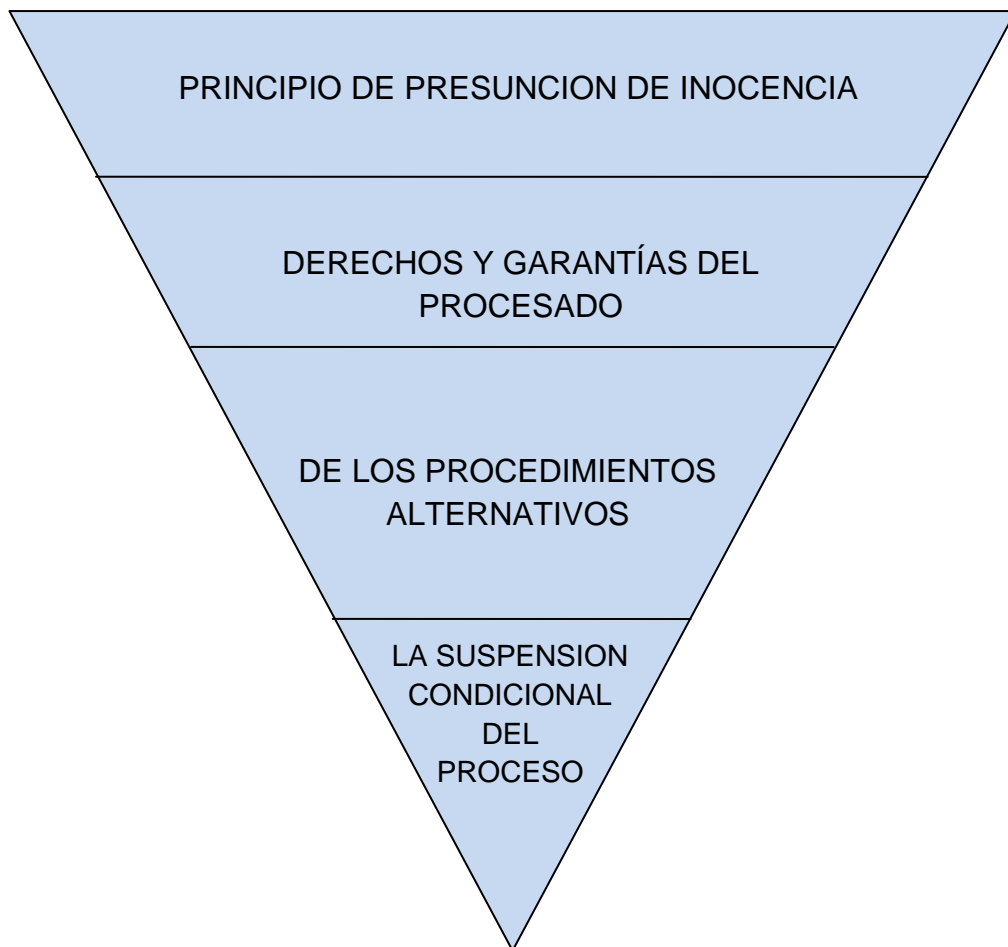 PRINCIPIO DE PRESUNCION DE INOCENCIA
DERECHOS Y GARANTÍAS DEL
PROCESADO
DE LOS PROCEDIMIENTOS
ALTERNATIVOS
LA SUSPENSION
CONDICIONAL
DEL
PROCESO